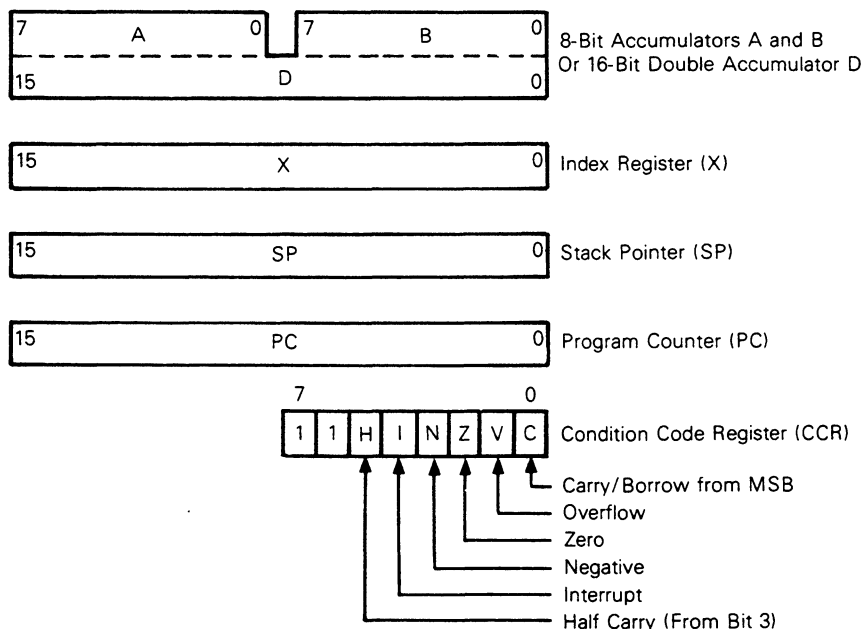 7 A 0 7 B 0
8-Bit Accumulators A and B
15 D 0
Or 16-Bit Double Accumulator D
15 X 0 Index Register (X)
15 SP 0 Stack Pointer (SP)
15 PC 0 Program Counter (PC)
7 0
1 1 H I N Z V C Condition Code Register (CCR)
Carry/Borrow from MSB
Overflow
Zero
Negative
Interrupt
Half Carry (From Bit 3)